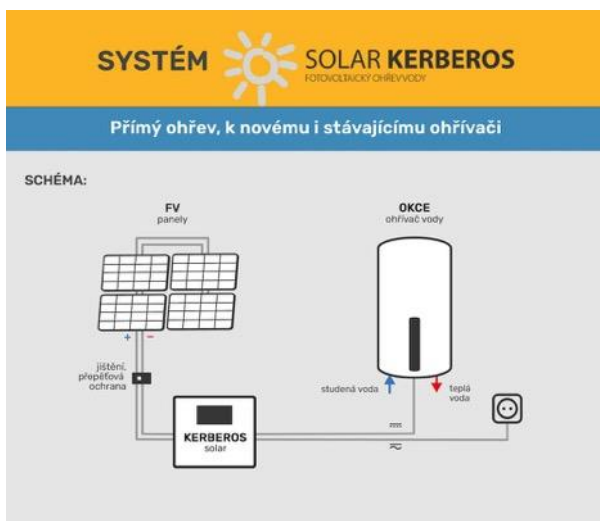 SYSTÉM SOLAR KERBEROS
FOTOVOLTAICKÝ OHŘEV VODY
Přímý ohřev, k novému i stávajícímu ohřívači
SCHÉMA:
FV
panely
OKCE
ohřívač vody
+ −
jištění,
přepěťová
ochrana
studená voda
teplá
voda
KERBEROS
solar